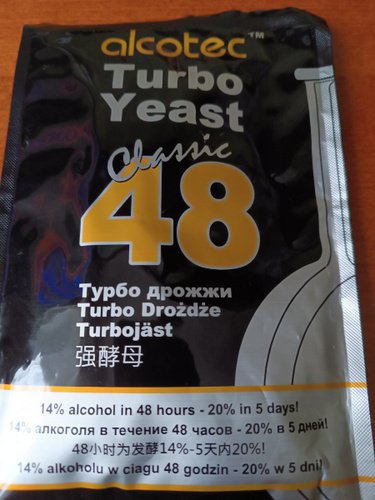 alcotec™
Turbo
Yeast
Classic
48
Турбо дрожжи
Turbo Drożdże
Turbojäst
强酵母
14% alcohol in 48 hours - 20% in 5 days!
14% алкоголя в течение 48 часов - 20% в 5 дней!
48小时为发酵14%-5天内20%!
14% alkoholu w ciągu 48 godzin - 20% w 5 dni!